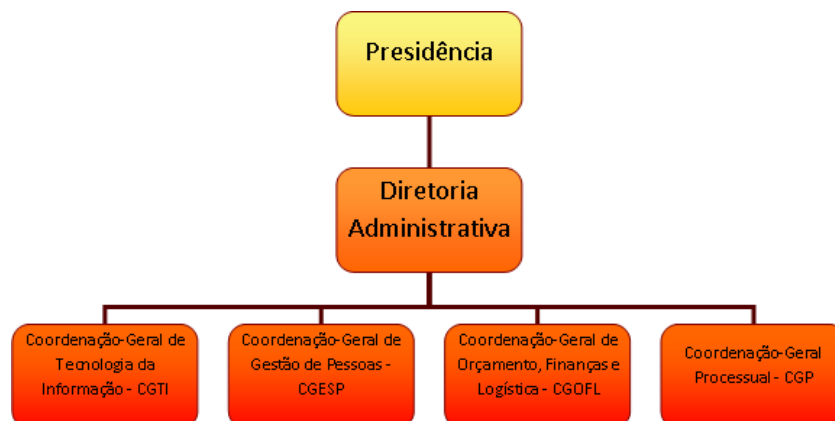 Presidência
Diretoria
Administrativa
Coordenação-Geral de
Tecnologia da
Informação - CGTI
Coordenação-Geral de
Gestão de Pessoas -
CGESP
Coordenação-Geral de
Orçamento, Finanças e
Logística - CGOFL
Coordenação-Geral
Processual - CGP